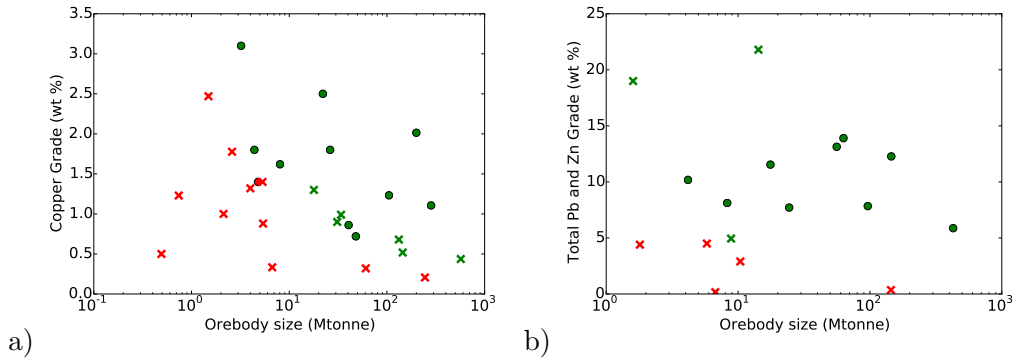 a)
Copper Grade (wt %)
3.5
3.0
2.5
2.0
1.5
1.0
0.5
0.0
10^-1 10^0 10^1 10^2 10^3
Orebody size (Mtonne)
b)
Total Pb and Zn Grade (wt %)
25
20
15
10
5
0
10^0 10^1 10^2 10^3
Orebody size (Mtonne)